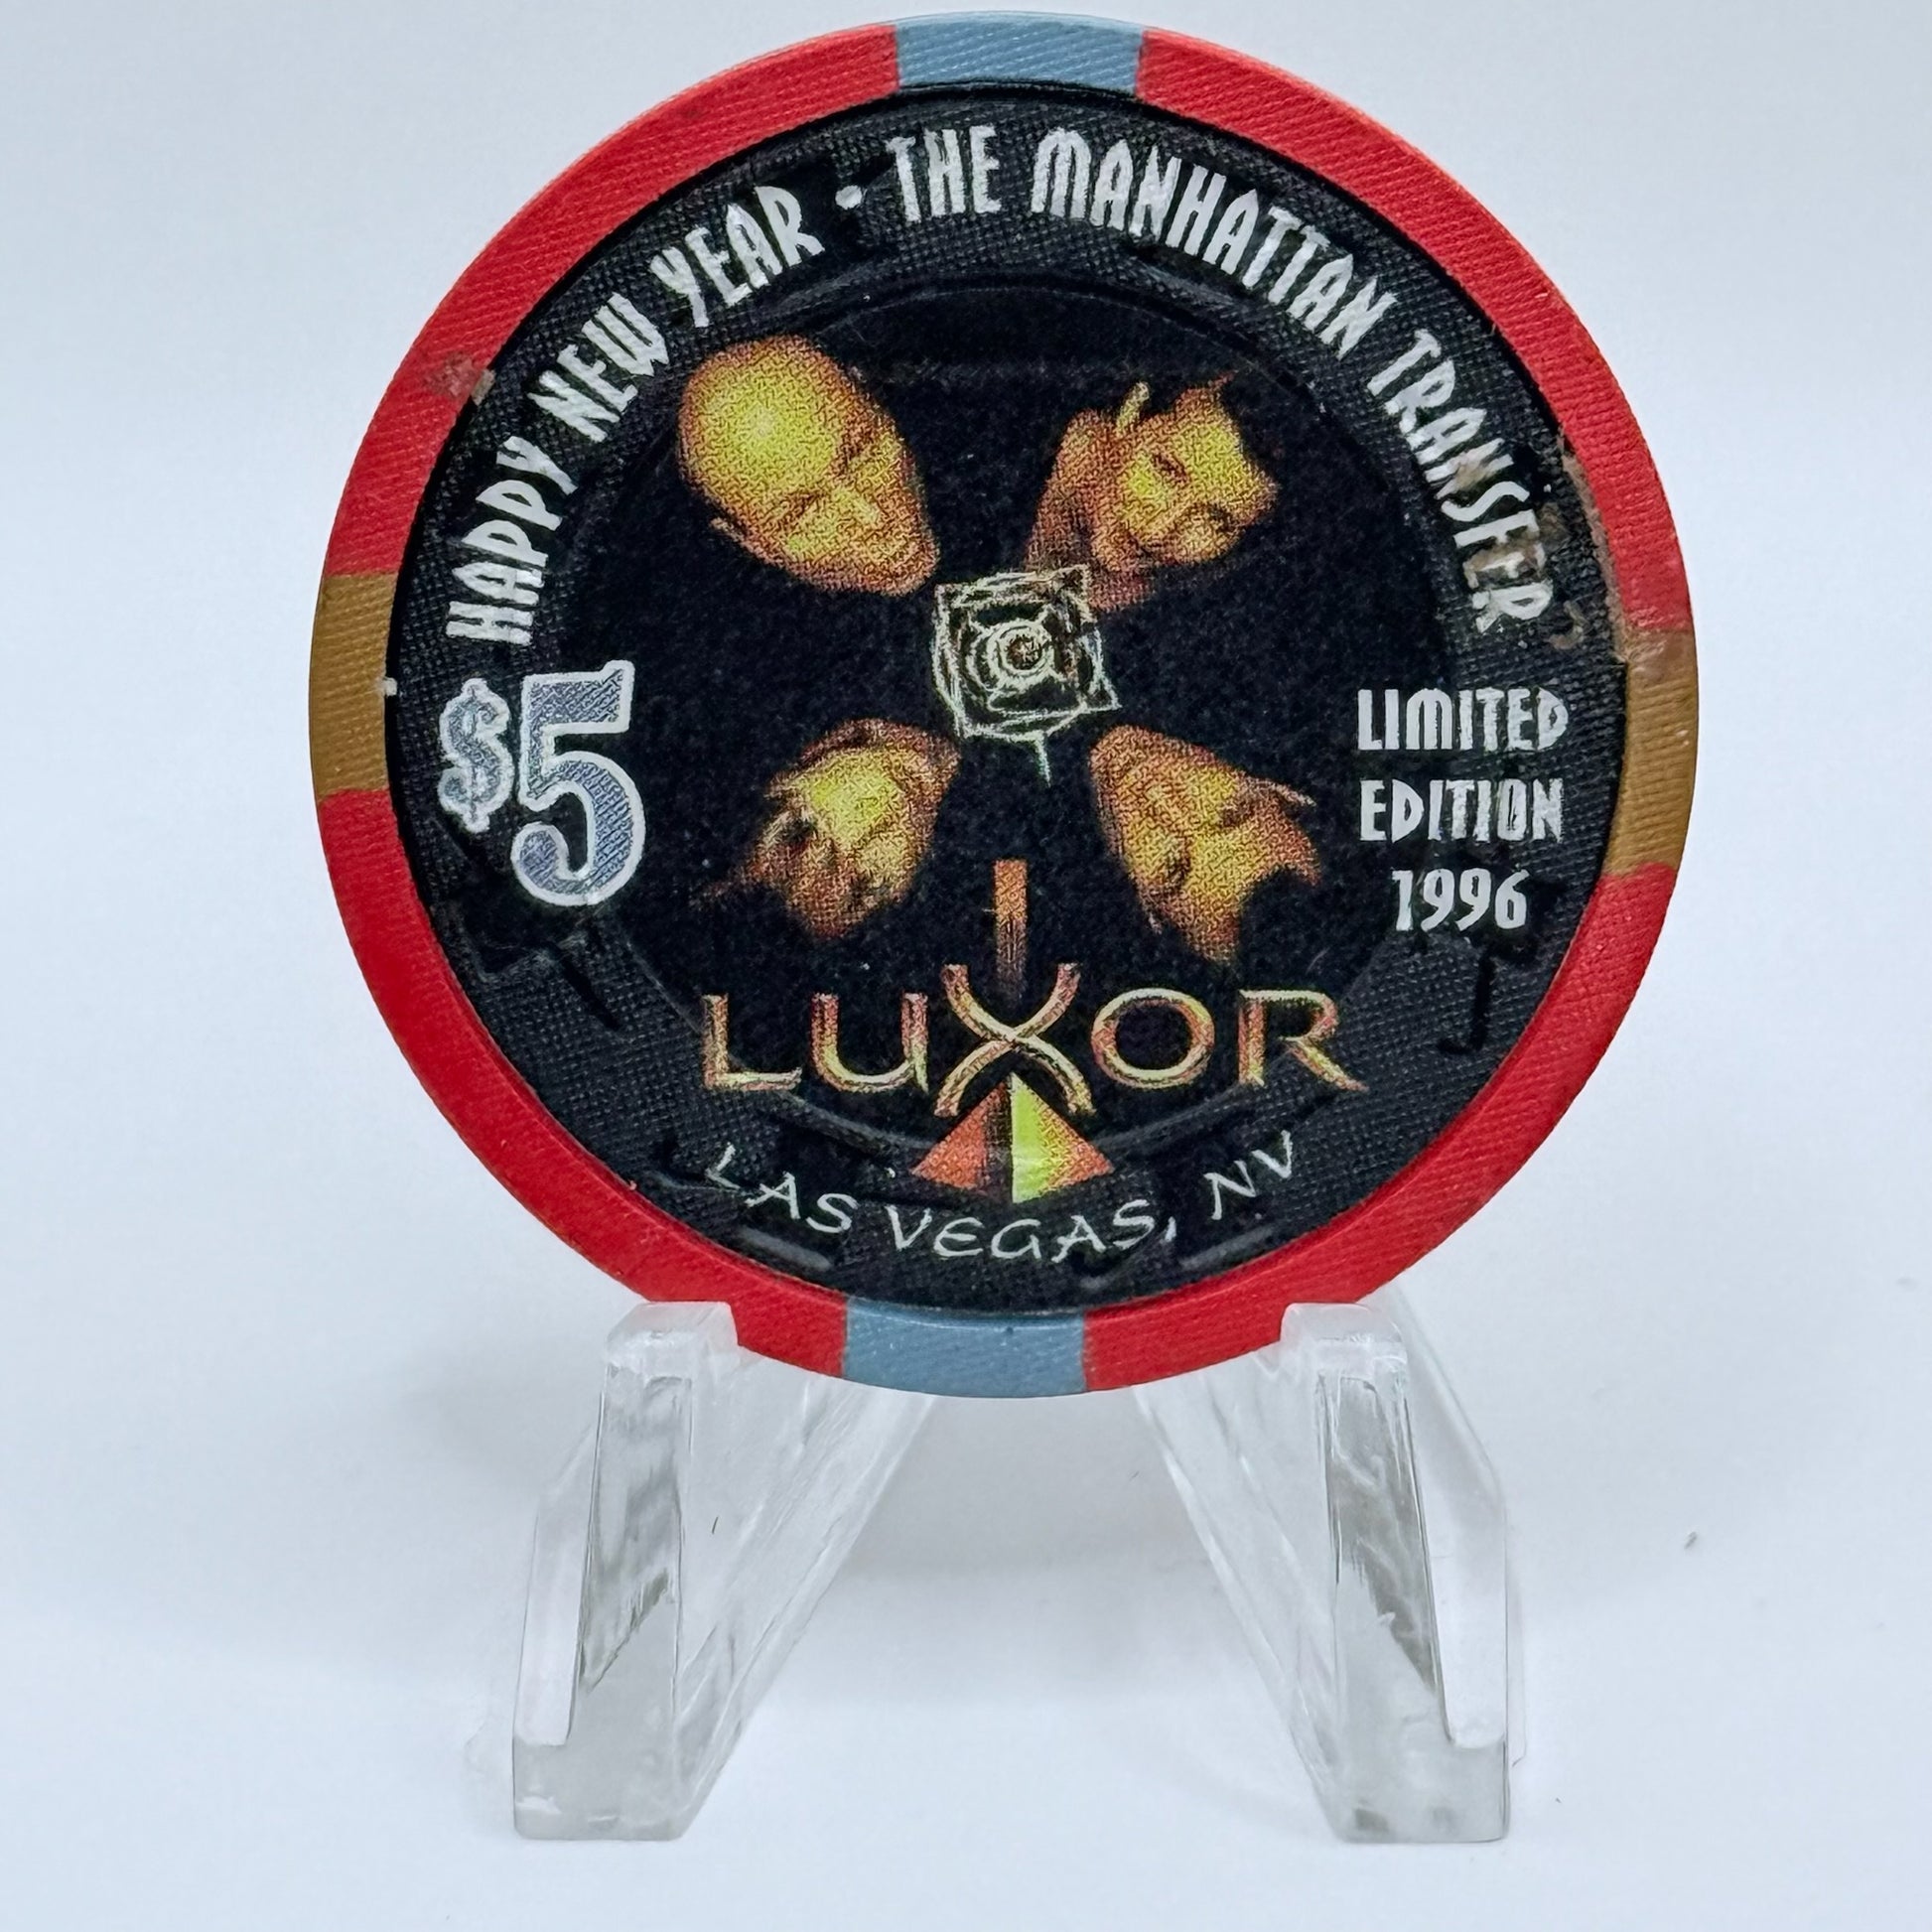 HAPPY NEW YEAR - THE MANHATTAN TRANSFER
$5
LIMITED
EDITION
1996
LUXOR
LAS VEGAS, NV